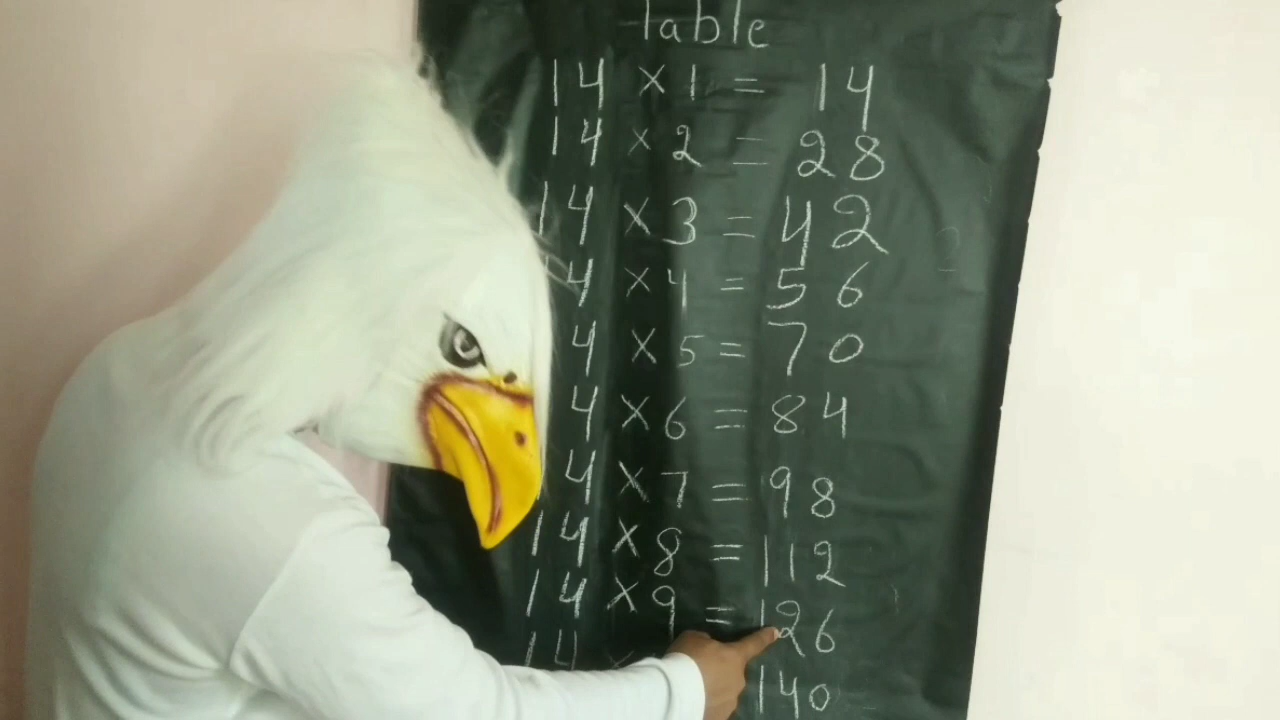 Table
14 × 1 = 14
14 × 2 = 28
14 × 3 = 42
4 × 4 = 56
4 × 5 = 70
4 × 6 = 84
4 × 7 = 98
14 × 8 = 112
14 × 9 = 126
14 × 140